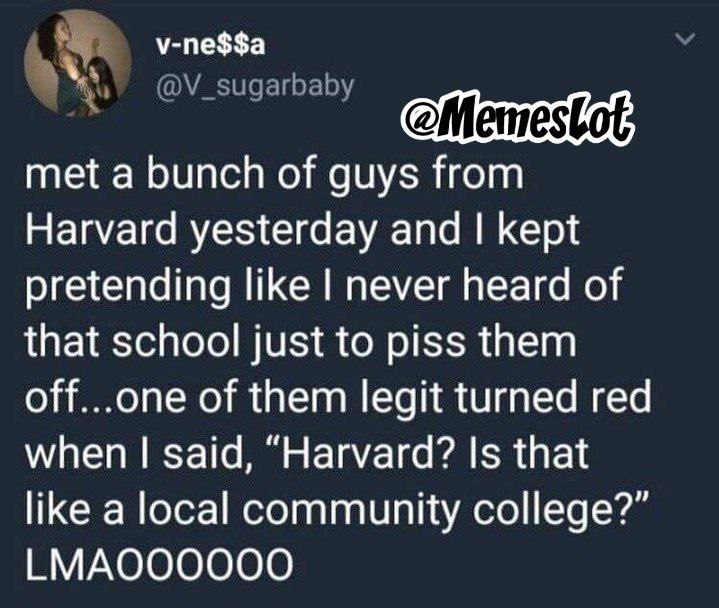 v-ne$$a
@V_sugarbaby
@MemesLot
met a bunch of guys from
Harvard yesterday and I kept
pretending like I never heard of
that school just to piss them
off...one of them legit turned red
when I said, “Harvard? Is that
like a local community college?”
LMAOOOOOO